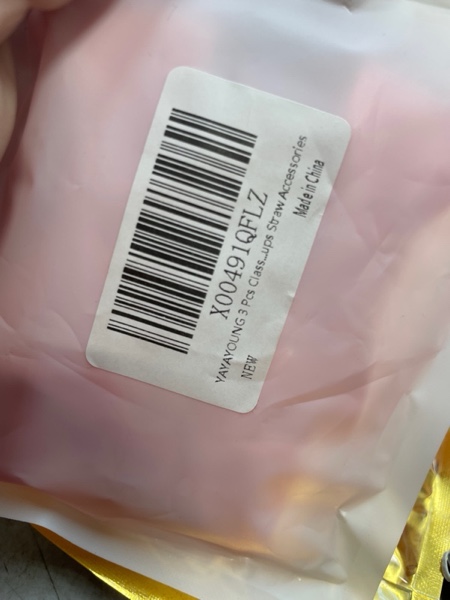 X00491QFLZ
YAYAYOUNG 3 Pcs Class...ups Straw Accessories
NEW
Made in China